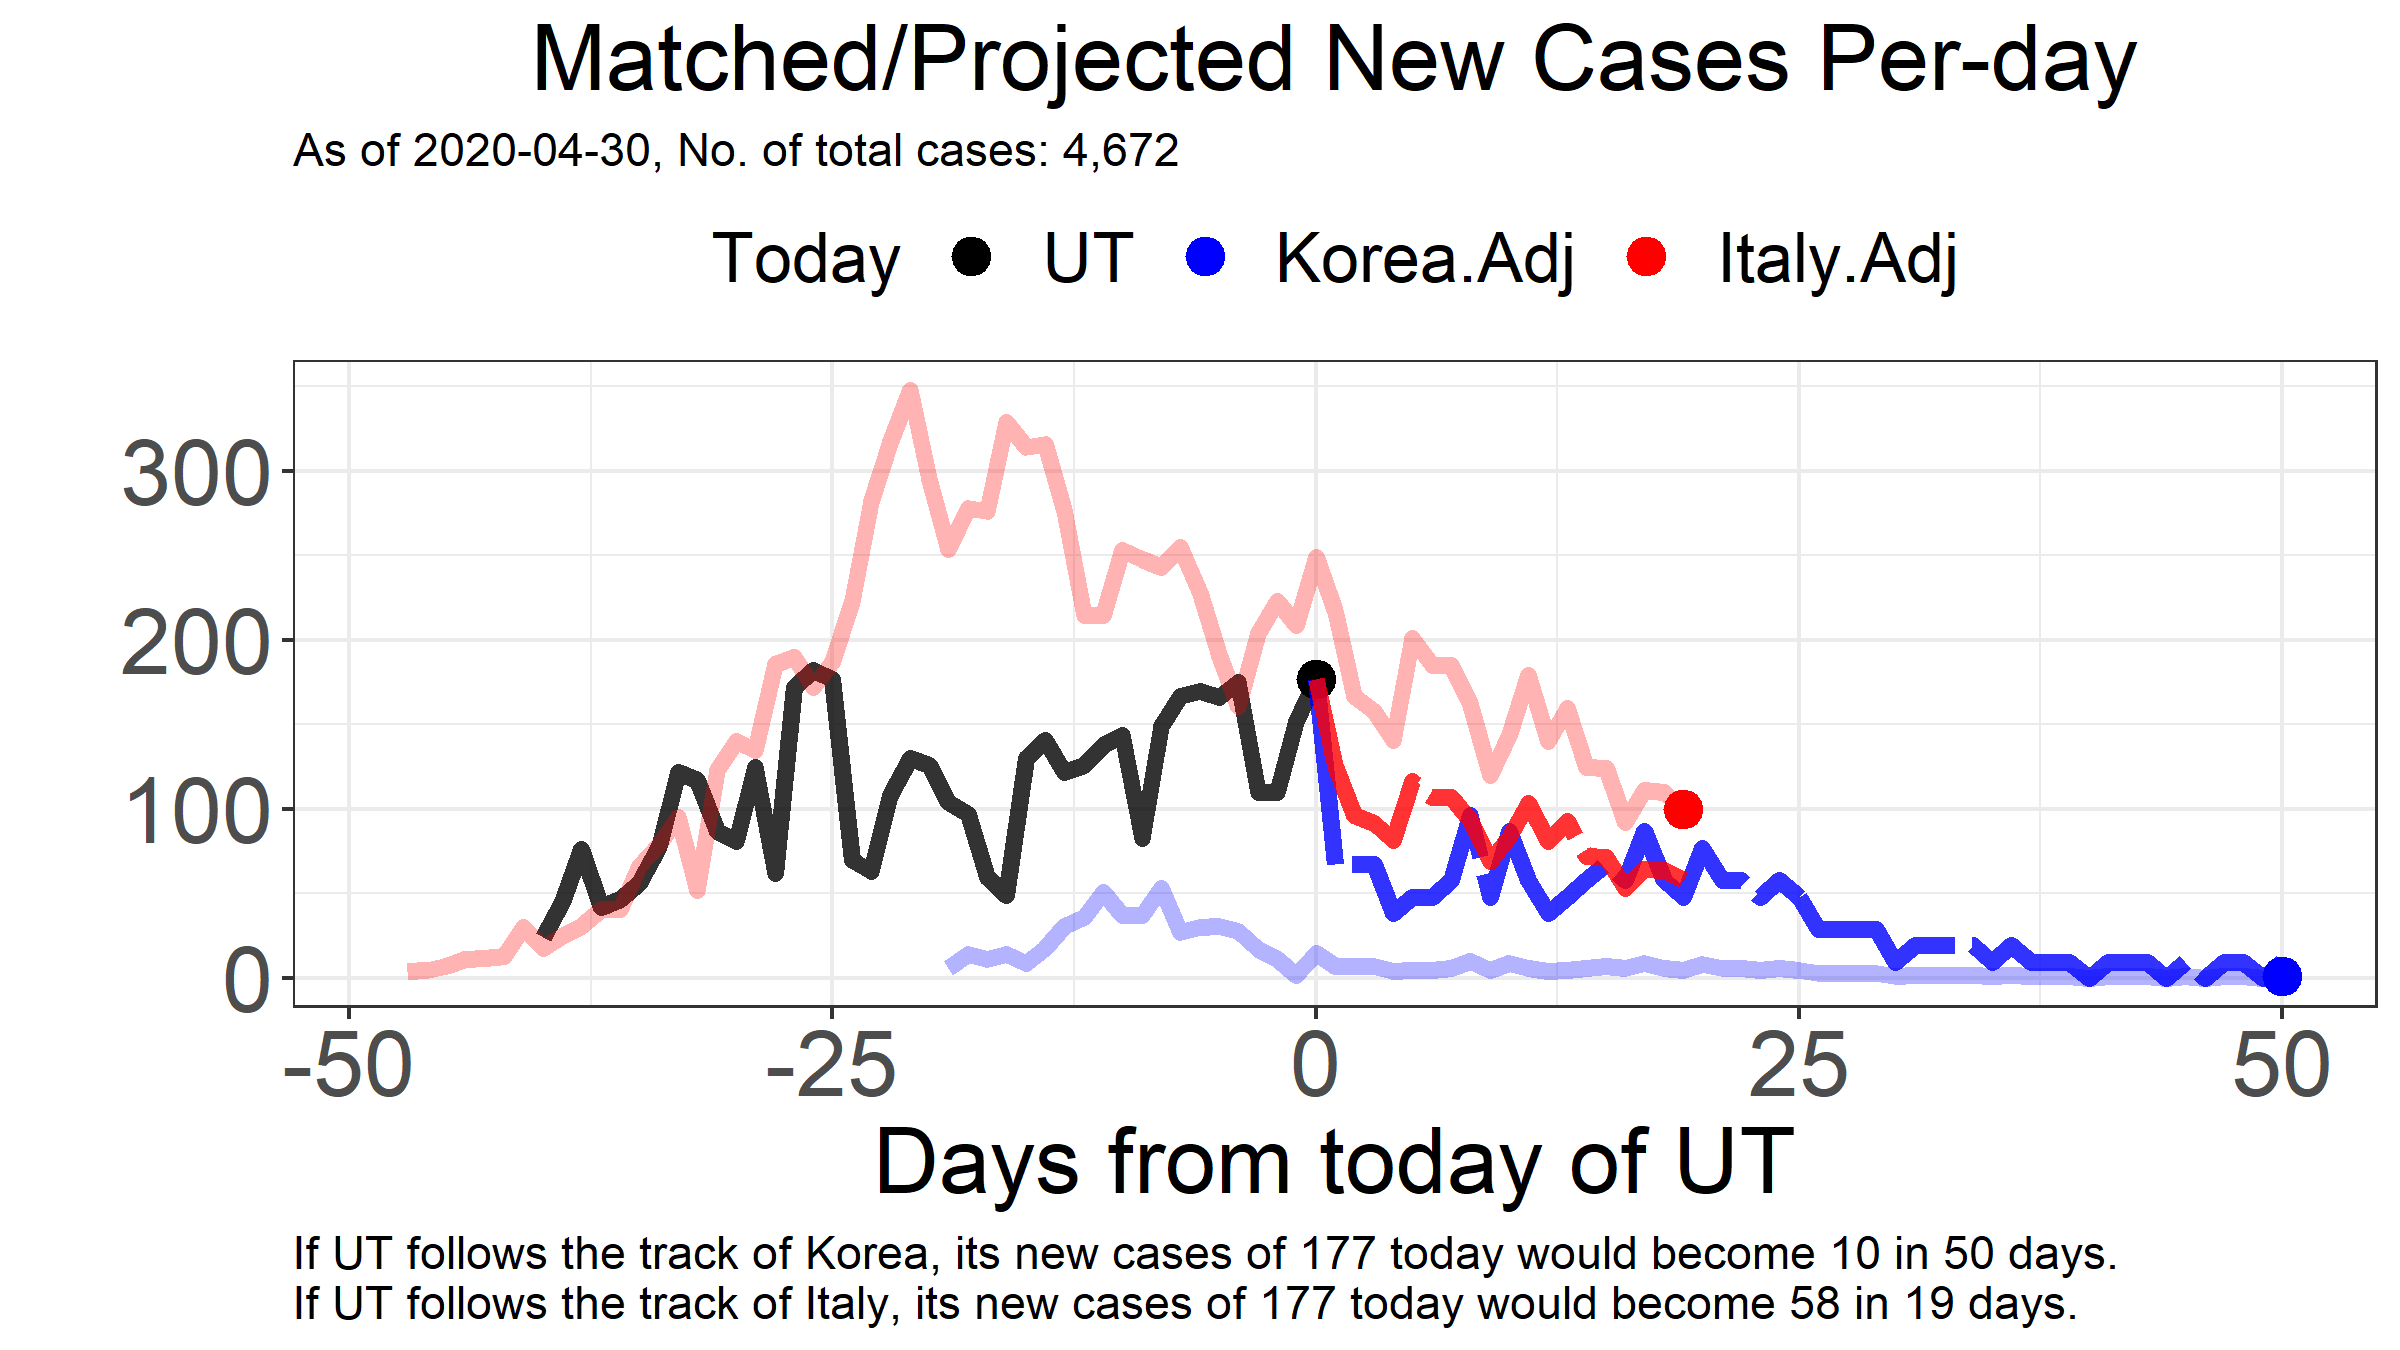 Matched/Projected New Cases Per-day
As of 2020-04-30, No. of total cases: 4,672
Today UT Korea.Adj Italy.Adj
300
200
100
0
-50 -25 0 25 50
Days from today of UT
If UT follows the track of Korea, its new cases of 177 today would become 10 in 50 days.
If UT follows the track of Italy, its new cases of 177 today would become 58 in 19 days.